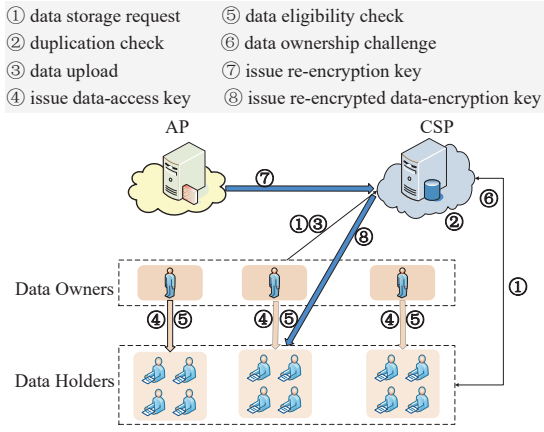 ① data storage request ⑤ data eligibility check
② duplication check ⑥ data ownership challenge
③ data upload ⑦ issue re-encryption key
④ issue data-access key ⑧ issue re-encrypted data-encryption key
AP CSP
⑦
⑥
②
①③
⑧
①
Data Owners
④ ⑤ ④ ⑤ ④ ⑤
Data Holders